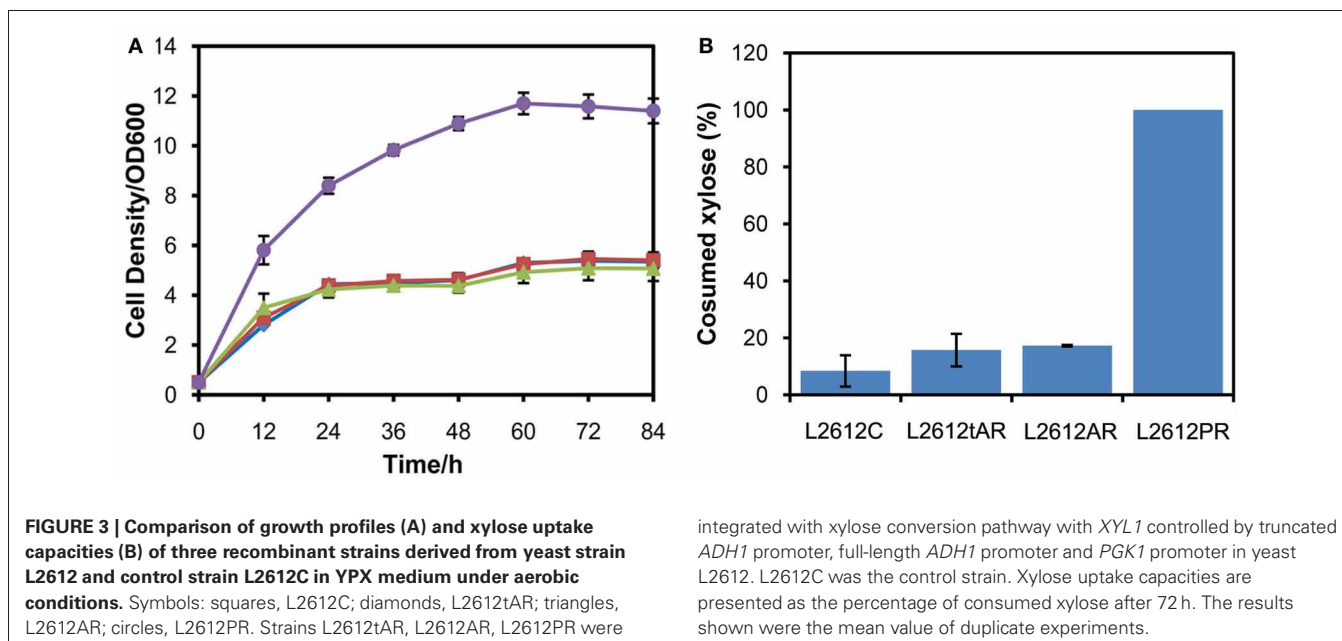 A
14
12
10
8
6
4
2
0
Cell Density/OD600
0 12 24 36 48 60 72 84
Time/h
B
120
100
80
60
40
20
0
Cosumed xylose (%)
L2612C L2612tAR L2612AR L2612PR
FIGURE 3 | Comparison of growth profiles (A) and xylose uptake
capacities (B) of three recombinant strains derived from yeast strain
L2612 and control strain L2612C in YPX medium under aerobic
conditions. Symbols: squares, L2612C; diamonds, L2612tAR; triangles,
L2612AR; circles, L2612PR. Strains L2612tAR, L2612AR, L2612PR were
integrated with xylose conversion pathway with XYL1 controlled by truncated
ADH1 promoter, full-length ADH1 promoter and PGK1 promoter in yeast
L2612. L2612C was the control strain. Xylose uptake capacities are
presented as the percentage of consumed xylose after 72 h. The results
shown were the mean value of duplicate experiments.